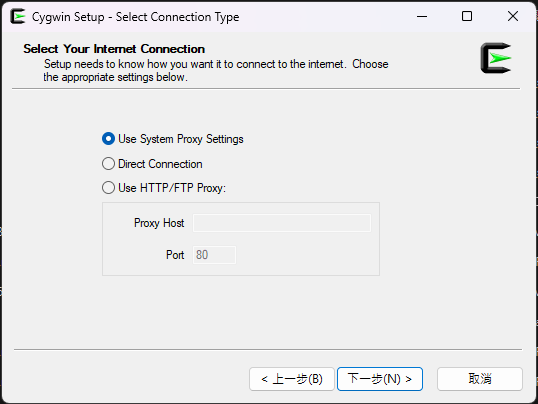 Cygwin Setup - Select Connection Type
Select Your Internet Connection
Setup needs to know how you want it to connect to the internet. Choose
the appropriate settings below.
Use System Proxy Settings
Direct Connection
Use HTTP/FTP Proxy:
Proxy Host
Port 80
< 上一步(B) 下一步(N) > 取消